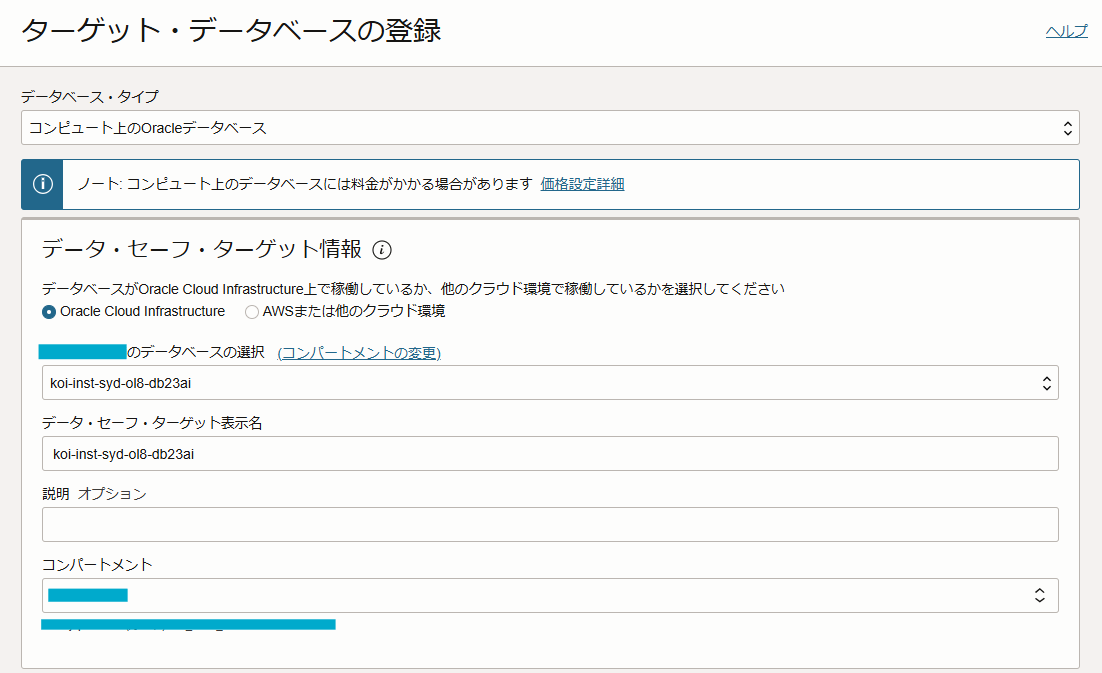 ターゲット・データベースの登録
ヘルプ
データベース・タイプ
コンピュート上のOracleデータベース
ノート: コンピュート上のデータベースには料金がかかる場合があります 価格設定詳細
データ・セーフ・ターゲット情報
データベースがOracle Cloud Infrastructure上で稼働しているか、他のクラウド環境で稼働しているかを選択してください
Oracle Cloud Infrastructure AWSまたは他のクラウド環境
のデータベースの選択 (コンパートメントの変更)
koi-inst-syd-ol8-db23ai
データ・セーフ・ターゲット表示名
koi-inst-syd-ol8-db23ai
説明 オプション
コンパートメント